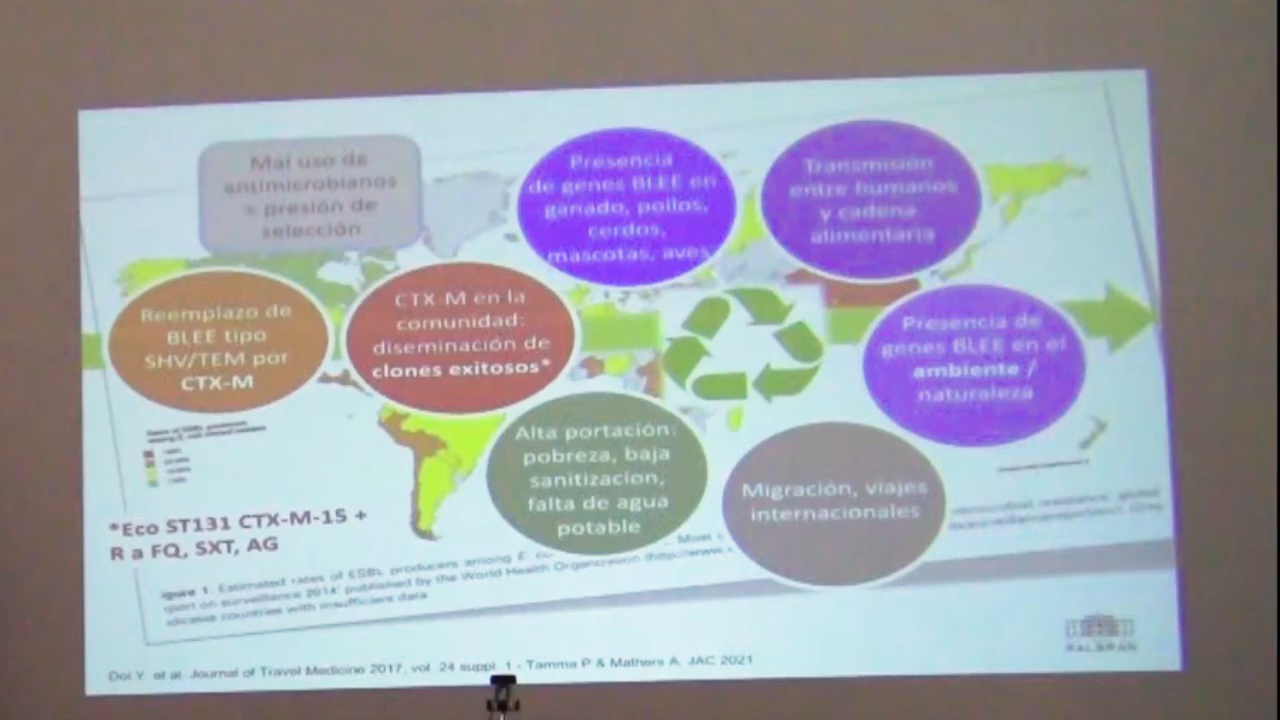 Mal uso de
antimicrobianos
= presión de
selección
Presencia
de genes BLEE en
ganado, pollos,
cerdos,
mascotas, aves
Transmisión
entre humanos
y cadena
alimentaria
Reemplazo de
BLEE tipo
SHV/TEM por
CTX-M
CTX-M en la
comunidad:
diseminación de
clones exitosos*
Presencia de
genes BLEE en el
ambiente /
naturaleza
Alta portación:
pobreza, baja
sanitizacion,
falta de agua
potable
Migración, viajes
internacionales
*Eco ST131 CTX-M-15 +
R a FQ, SXT, AG
igure 1. Estimated rates of ESBL producers among E. Most
port on surveillance 2014' published by the World Health Organization (http://www.
dicates countries with insufficient data
Doi Y. et al. Journal of Travel Medicine 2017, vol. 24 suppl. 1 - Tamma P & Mathers A. JAC 2021
MALBRAN